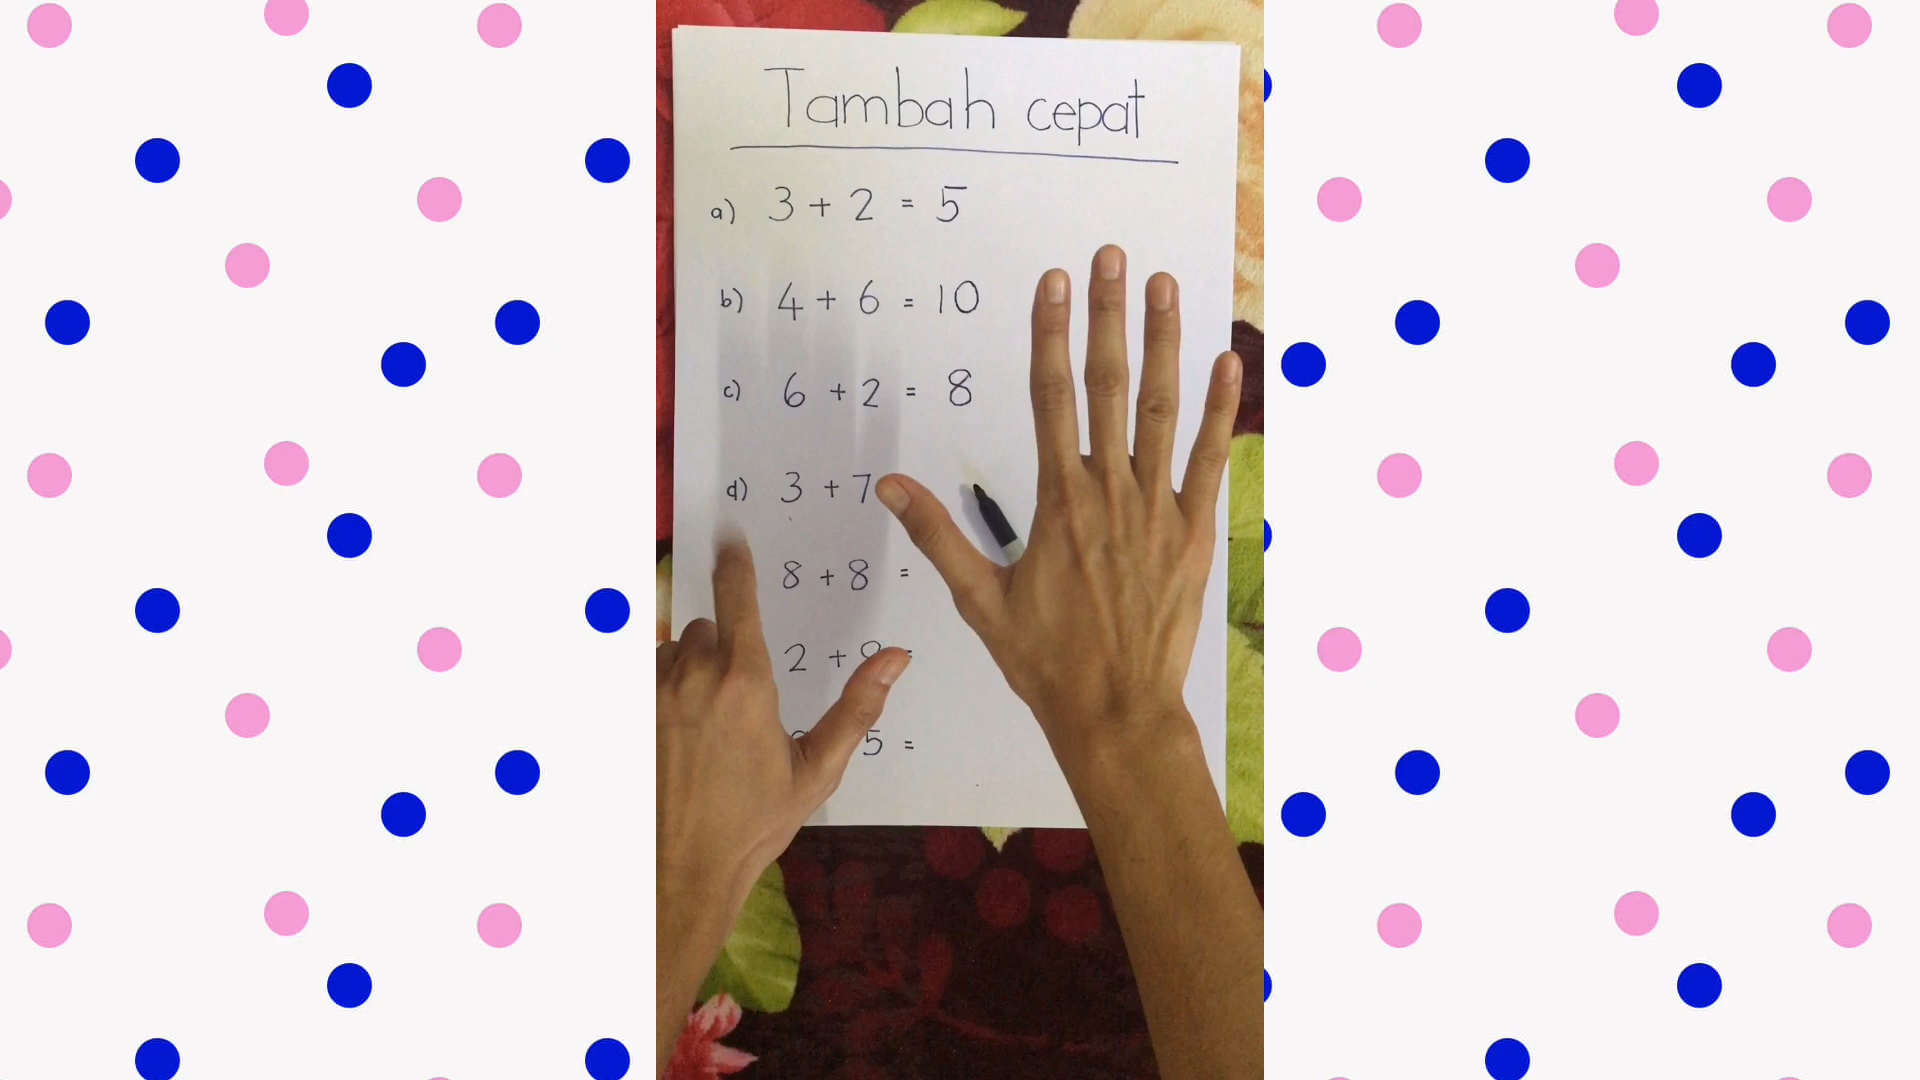 Tambah cepat
a) 3 + 2 = 5
b) 4 + 6 = 10
c) 6 + 2 = 8
d) 3 + 7
8 + 8 =
2 + =
5 =